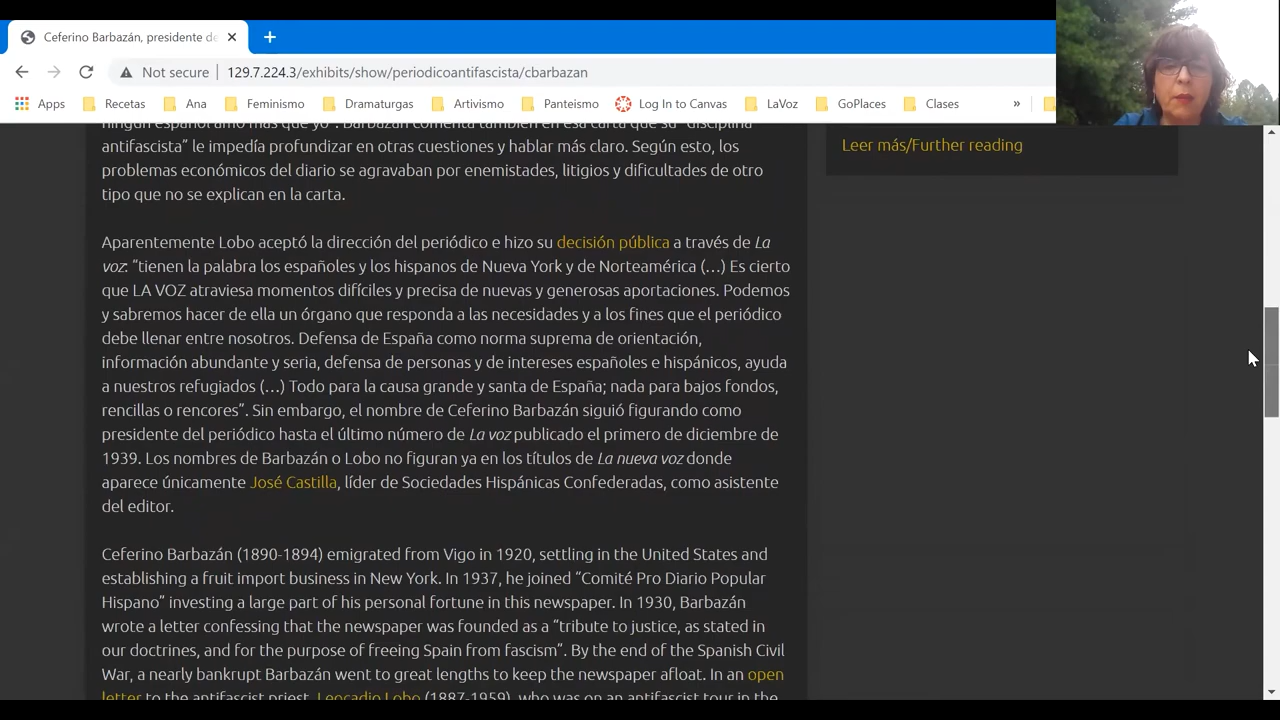 Ceferino Barbazán, presidente de
Not secure 129.7.224.3/exhibits/show/periodicoantifascista/cbarbazan
Apps Recetas Ana Feminismo Dramaturgas Artivismo Panteismo Log In to Canvas LaVoz GoPlaces Clases »
ningún español amó más que yo”. Barbazán comenta también en esa carta que su “disciplina
antifascista” le impedía profundizar en otras cuestiones y hablar más claro. Según esto, los
problemas económicos del diario se agravaban por enemistades, litigios y dificultades de otro
tipo que no se explican en la carta.
Aparentemente Lobo aceptó la dirección del periódico e hizo su decisión pública a través de La
voz: “tienen la palabra los españoles y los hispanos de Nueva York y de Norteamérica (…) Es cierto
que LA VOZ atraviesa momentos difíciles y precisa de nuevas y generosas aportaciones. Podemos
y sabremos hacer de ella un órgano que responda a las necesidades y a los fines que el periódico
debe llenar entre nosotros. Defensa de España como norma suprema de orientación,
información abundante y seria, defensa de personas y de intereses españoles e hispánicos, ayuda
a nuestros refugiados (…) Todo para la causa grande y santa de España; nada para bajos fondos,
rencillas o rencores”. Sin embargo, el nombre de Ceferino Barbazán siguió figurando como
presidente del periódico hasta el último número de La voz publicado el primero de diciembre de
1939. Los nombres de Barbazán o Lobo no figuran ya en los títulos de La nueva voz donde
aparece únicamente José Castilla, líder de Sociedades Hispánicas Confederadas, como asistente
del editor.
Ceferino Barbazán (1890-1894) emigrated from Vigo in 1920, settling in the United States and
establishing a fruit import business in New York. In 1937, he joined “Comité Pro Diario Popular
Hispano” investing a large part of his personal fortune in this newspaper. In 1930, Barbazán
wrote a letter confessing that the newspaper was founded as a “tribute to justice, as stated in
our doctrines, and for the purpose of freeing Spain from fascism”. By the end of the Spanish Civil
War, a nearly bankrupt Barbazán went to great lengths to keep the newspaper afloat. In an open
letter to the antifascist priest, Leocadio Lobo (1887-1959), who was on an antifascist tour in the
Leer más/Further reading